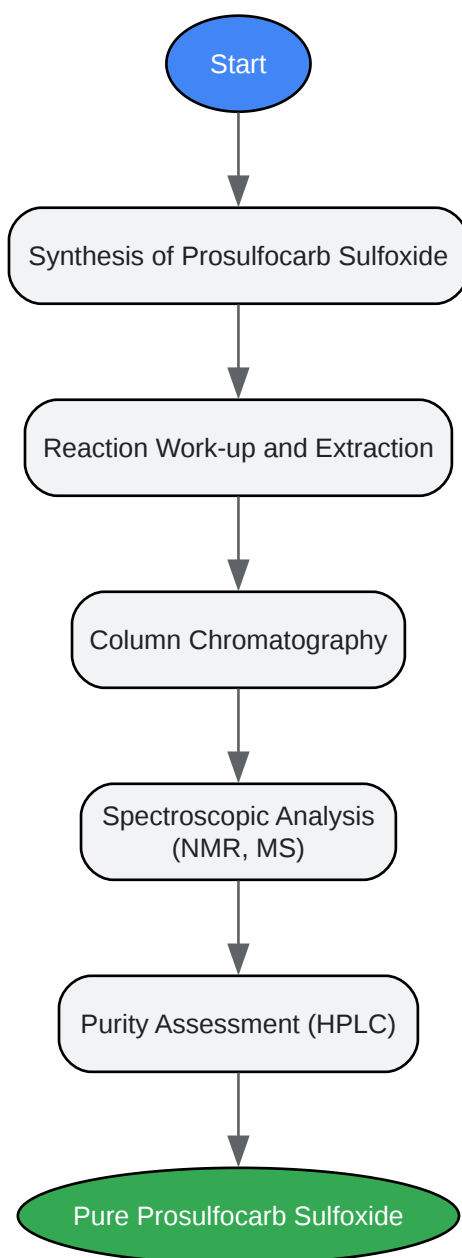 Start
Synthesis of Prosulfocarb Sulfoxide
Reaction Work-up and Extraction
Column Chromatography
Spectroscopic Analysis
(NMR, MS)
Purity Assessment (HPLC)
Pure Prosulfocarb Sulfoxide